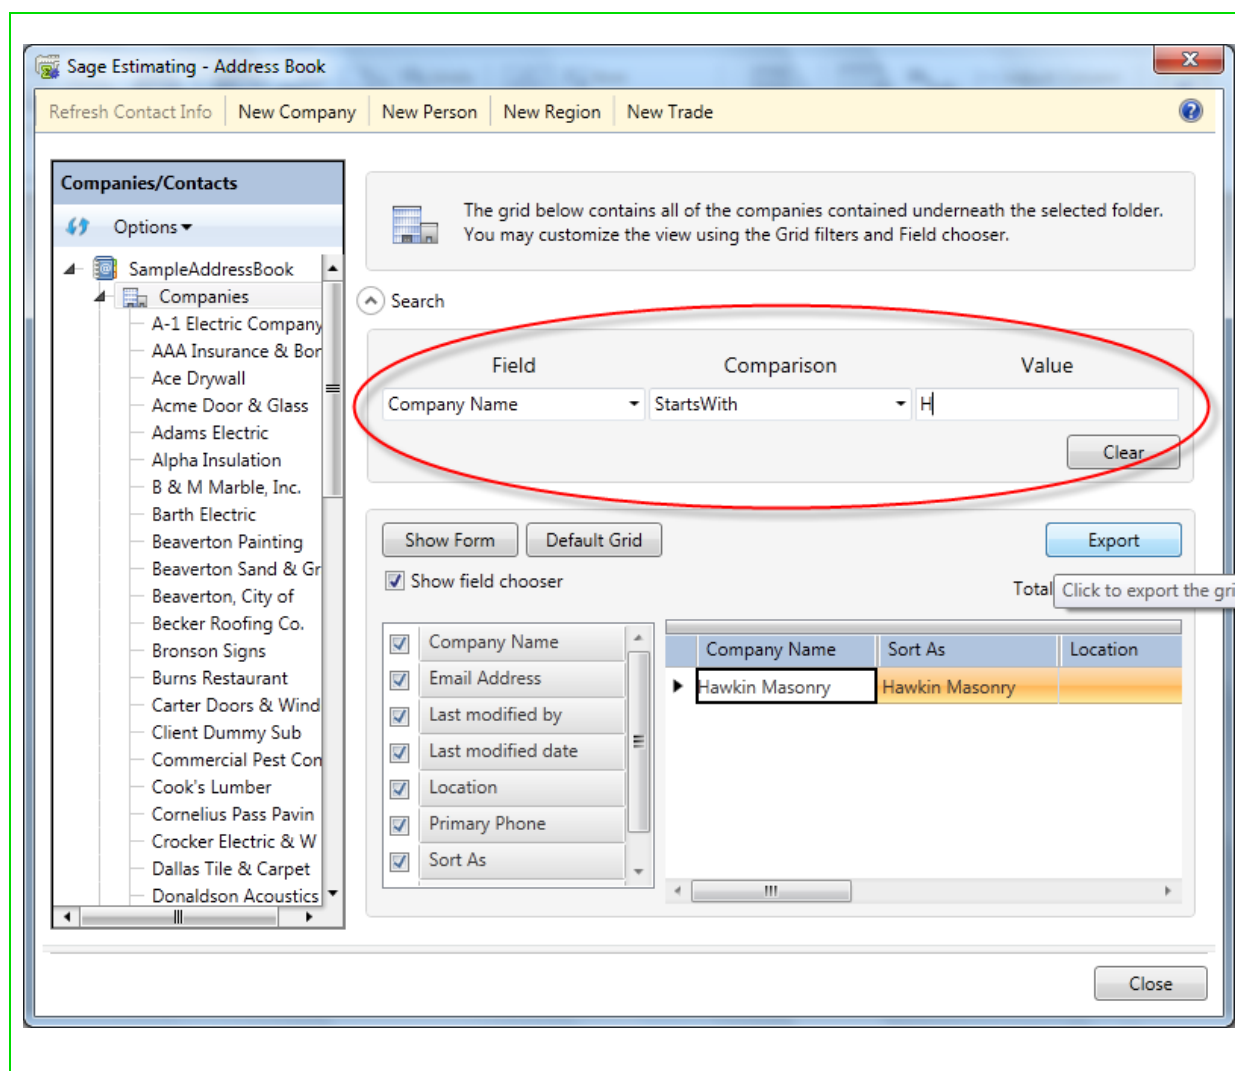 Sage Estimating - Address Book
Refresh Contact Info New Company New Person New Region New Trade
Companies/Contacts
Options
SampleAddressBook
Companies
A-1 Electric Company
AAA Insurance & Bor
Ace Drywall
Acme Door & Glass
Adams Electric
Alpha Insulation
B & M Marble, Inc.
Barth Electric
Beaverton Painting
Beaverton Sand & Gr
Beaverton, City of
Becker Roofing Co.
Bronson Signs
Burns Restaurant
Carter Doors & Wind
Client Dummy Sub
Commercial Pest Con
Cook's Lumber
Cornelius Pass Pavin
Crocker Electric & W
Dallas Tile & Carpet
Donaldson Acoustics
The grid below contains all of the companies contained underneath the selected folder.
You may customize the view using the Grid filters and Field chooser.
Search
Field Comparison Value
Company Name StartsWith H
Clear
Show Form Default Grid Export
Show field chooser
Total Click to export the gri
Company Name
Email Address
Last modified by
Last modified date
Location
Primary Phone
Sort As
Company Name Sort As Location
Hawkin Masonry Hawkin Masonry
Close